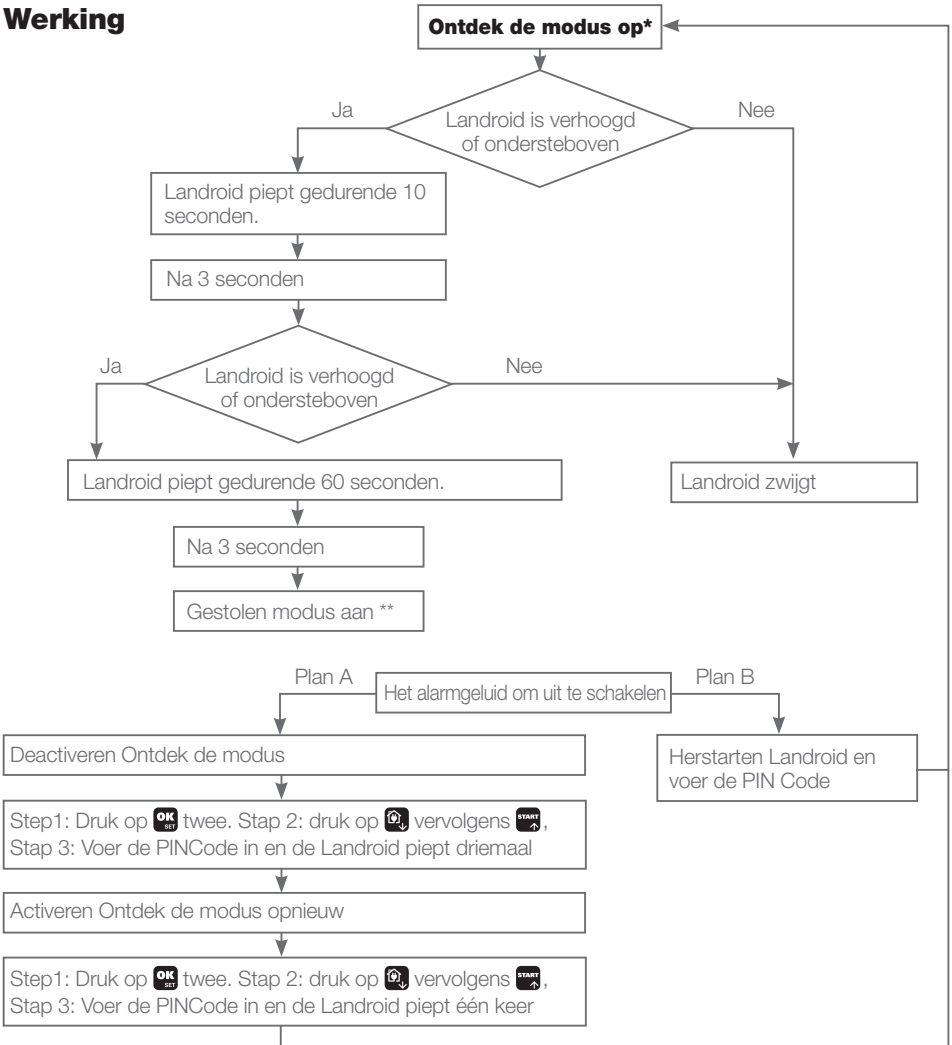 Werking
Ontdek de modus op*
Ja
Nee
Landroid is verhoogd
of ondersteboven
Landroid piept gedurende 10
seconden.
Na 3 seconden
Ja
Nee
Landroid is verhoogd
of ondersteboven
Landroid piept gedurende 60 seconden.
Landroid zwijgt
Na 3 seconden
Gestolen modus aan **
Plan A
Het alarmgeluid om uit te schakelen
Plan B
Deactiveren Ontdek de modus
Herstarten Landroid en
voer de PIN Code
Step1: Druk op OK SET twee. Stap 2: druk op vervolgens START,
Stap 3: Voer de PINCode in en de Landroid piept driemaal
Activeren Ontdek de modus opnieuw
Step1: Druk op OK SET twee. Stap 2: druk op vervolgens START,
Stap 3: Voer de PINCode in en de Landroid piept één keer